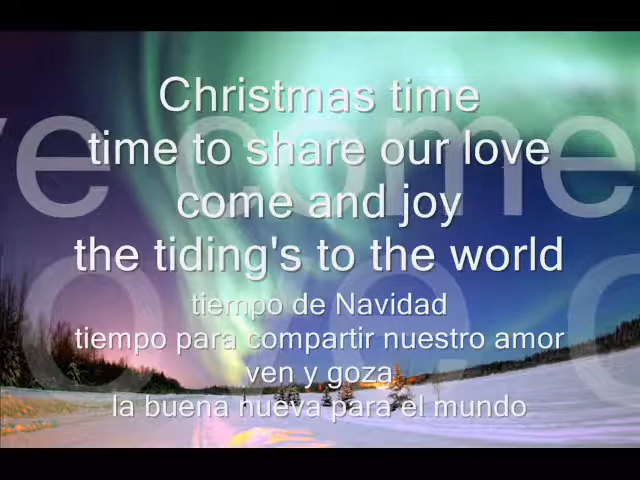 Christmas time
time to share our love
come and joy
the tiding's to the world
tiempo de Navidad
tiempo para compartir nuestro amor
ven y goza
la buena nueva para el mundo